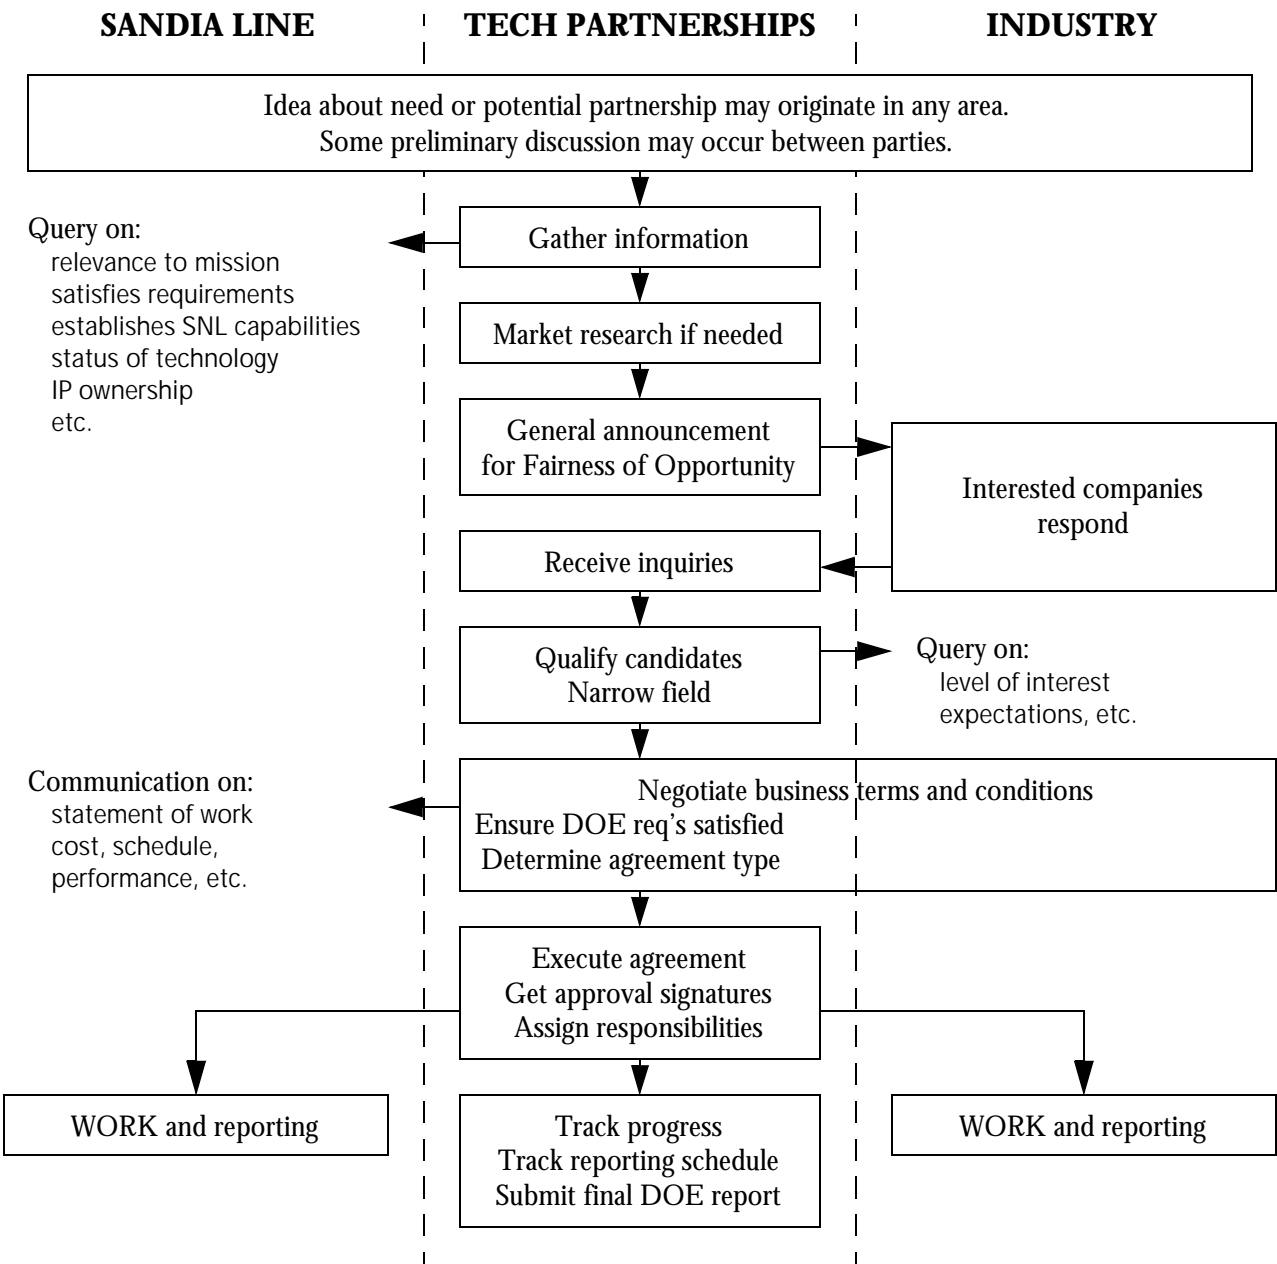 SANDIA LINE
TECH PARTNERSHIPS
INDUSTRY
Idea about need or potential partnership may originate in any area.
Some preliminary discussion may occur between parties.
Query on:
relevance to mission
satisfies requirements
establishes SNL capabilities
status of technology
IP ownership
etc.
Gather information
Market research if needed
General announcement
for Fairness of Opportunity
Interested companies
respond
Receive inquiries
Qualify candidates
Narrow field
Query on:
level of interest
expectations, etc.
Communication on:
statement of work
cost, schedule,
performance, etc.
Negotiate business terms and conditions
Ensure DOE req’s satisfied
Determine agreement type
Execute agreement
Get approval signatures
Assign responsibilities
WORK and reporting
Track progress
Track reporting schedule
Submit final DOE report
WORK and reporting